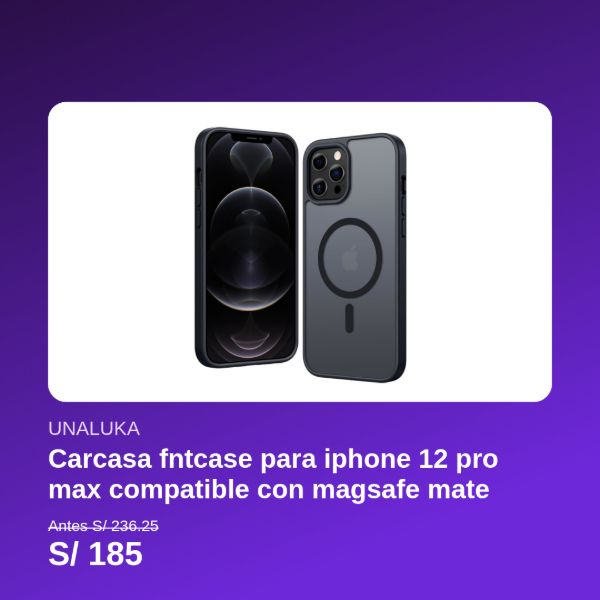 UNALUKA
Carcasa fntcase para iphone 12 pro
max compatible con magsafe mate
Antes S/ 236.25
S/ 185